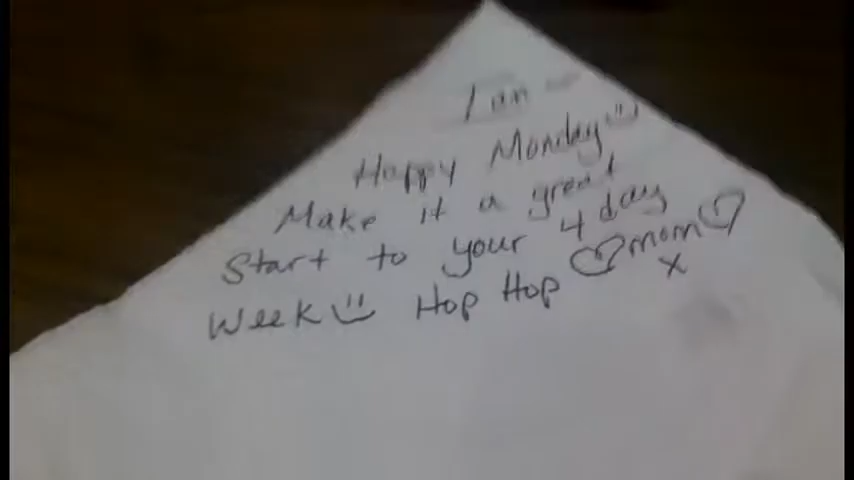 Ian
Happy Monday
Make it a great
Start to your 4 day
Week Hop Hop ♡mom♡
x